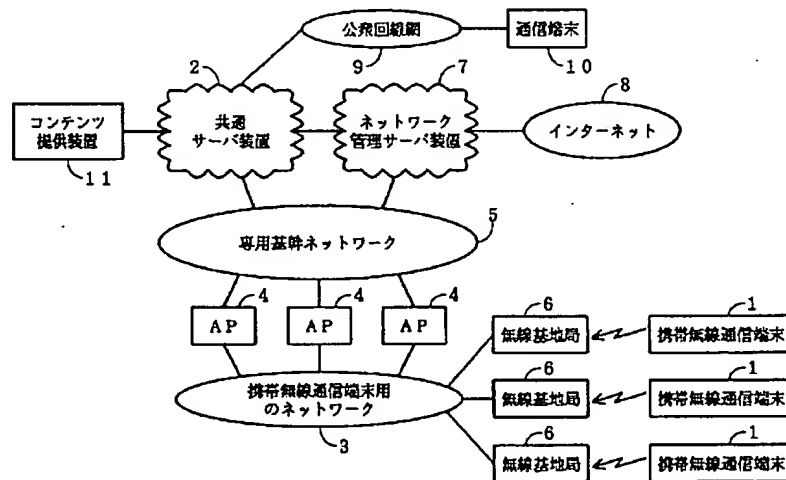 公衆回線網
通信端末
9
10
2
7
8
コンテンツ
提供装置
共通
サーバ装置
ネットワーク
管理サーバ装置
インターネット
11
5
専用基幹ネットワーク
4
4
4
AP
AP
AP
6
1
無線基地局
携帯無線通信端末
6
1
携帯無線通信端末用
のネットワーク
無線基地局
携帯無線通信端末
3
6
1
無線基地局
携帯無線通信端末